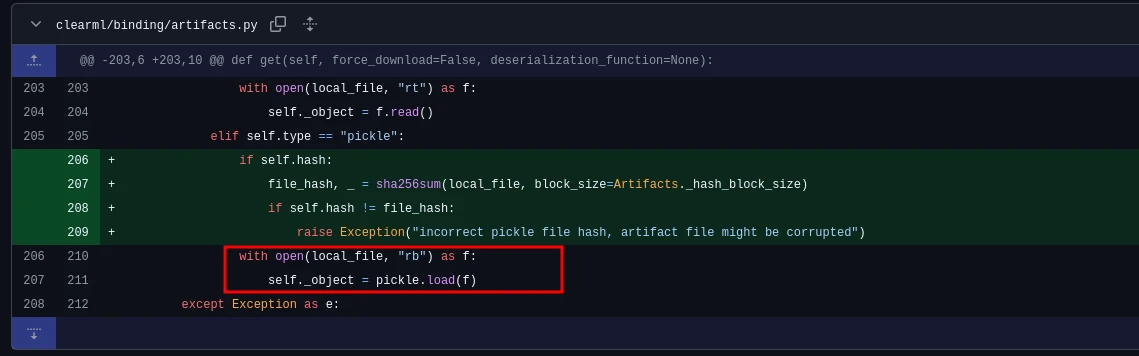 clearml/binding/artifacts.py
@@ -203,6 +203,10 @@ def get(self, force_download=False, deserialization_function=None):
203 203 with open(local_file, "rt") as f:
204 204 self._object = f.read()
205 205 elif self.type == "pickle":
206 + if self.hash:
207 + file_hash, _ = sha256sum(local_file, block_size=Artifacts._hash_block_size)
208 + if self.hash != file_hash:
209 + raise Exception("incorrect pickle file hash, artifact file might be corrupted")
206 210 with open(local_file, "rb") as f:
207 211 self._object = pickle.load(f)
208 212 except Exception as e: